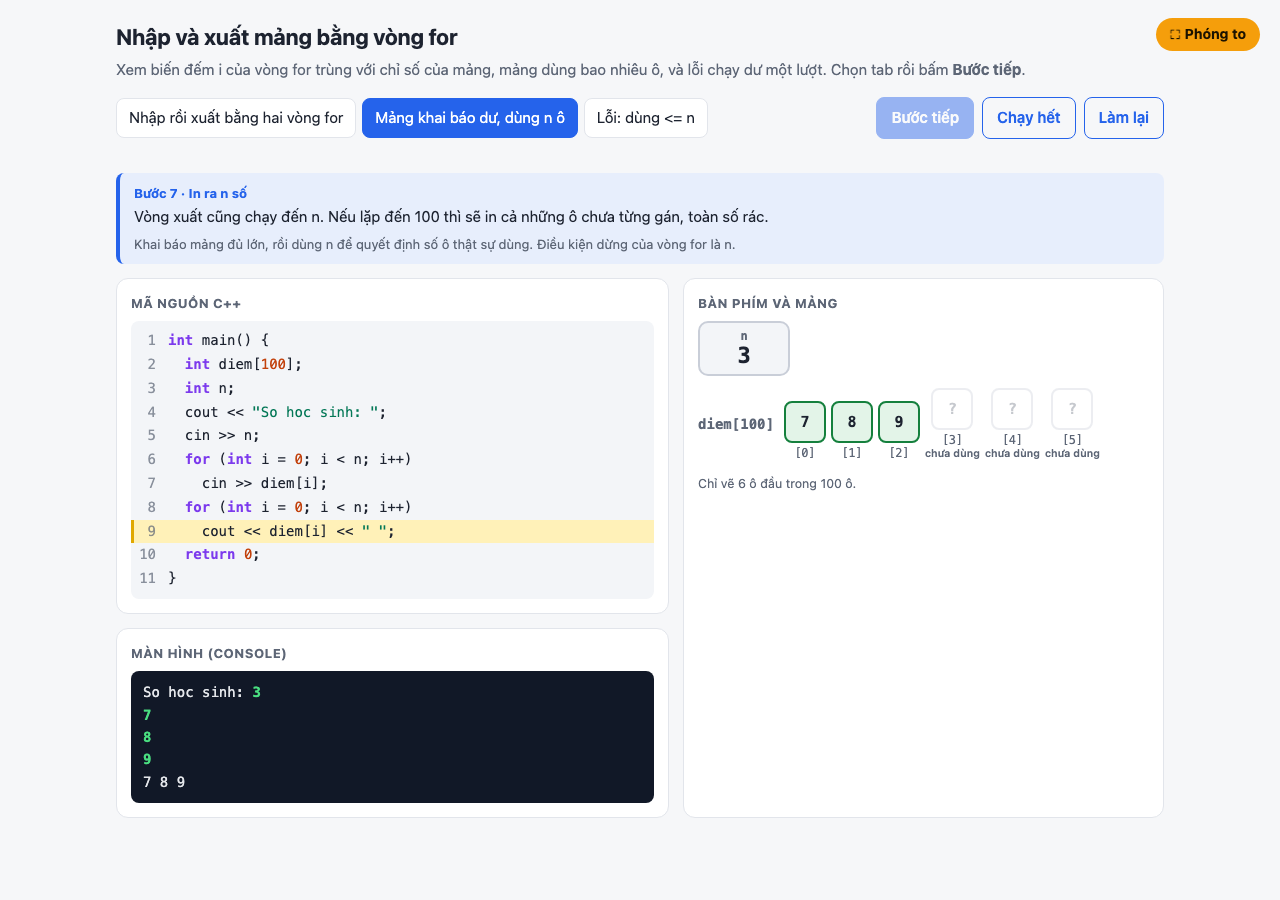 Nhập và xuất mảng bằng vòng for
⛶ Phóng to
Xem biến đếm i của vòng for trùng với chỉ số của mảng, mảng dùng bao nhiêu ô, và lỗi chạy dư một lượt. Chọn tab rồi bấm Bước tiếp.
Nhập rồi xuất bằng hai vòng for
Mảng khai báo dư, dùng n ô
Lỗi: dùng <= n
Bước tiếp
Chạy hết
Làm lại
Bước 7 · In ra n số
Vòng xuất cũng chạy đến n. Nếu lặp đến 100 thì sẽ in cả những ô chưa từng gán, toàn số rác.
Khai báo mảng đủ lớn, rồi dùng n để quyết định số ô thật sự dùng. Điều kiện dừng của vòng for là n.
MÃ NGUỒN C++
1 int main() {
2   int diem[100];
3   int n;
4   cout << "So hoc sinh: ";
5   cin >> n;
6   for (int i = 0; i < n; i++)
7     cin >> diem[i];
8   for (int i = 0; i < n; i++)
9     cout << diem[i] << " ";
10   return 0;
11 }
MÀN HÌNH (CONSOLE)
So hoc sinh: 3
7
8
9
7 8 9
BÀN PHÍM VÀ MẢNG
n
3
diem[100] 7 8 9 ? ? ?
[0] [1] [2] [3] [4] [5]
chưa dùng chưa dùng chưa dùng
Chỉ vẽ 6 ô đầu trong 100 ô.